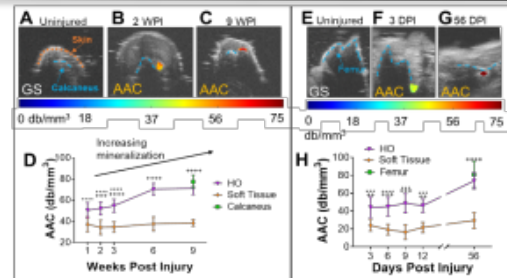 A Uninjured
Skin
GS Calcaneus
B 2 WPI
AAC
C 9 WPI
AAC
0 db/mm³ 18 37 56 75
D
Increasing
mineralization
AAC (db/mm³)
100
80
60
40
20
HO
Soft Tissue
Calcaneus
1 2 3 6 9
Weeks Post Injury
E Uninjured
Femur
GS
F 3 DPI
AAC
G 56 DPI
AAC
0 18 37 56 75
db/mm³
H
AAC (db/mm³)
100
80
60
40
20
0
HO
Soft Tissue
Femur
3 6 9 12 56
Days Post Injury